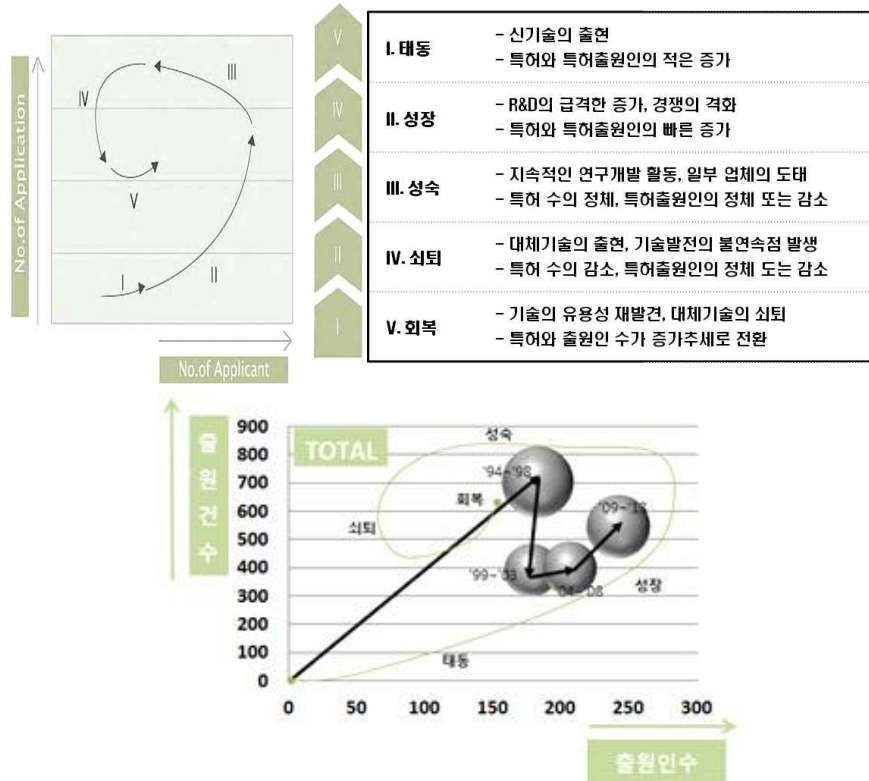 No.of Application
I
II
III
IV
V
No.of Applicant
V
IV
III
II
I
I. 태동
– 신기술의 출현
– 특허와 특허출원인의 적은 증가
II. 성장
– R&D의 급격한 증가, 경쟁의 격화
– 특허와 특허출원인의 빠른 증가
III. 성숙
– 지속적인 연구개발 활동, 일부 업체의 도태
– 특허 수의 정체, 특허출원인의 정체 또는 감소
IV. 쇠퇴
– 대체기술의 출현, 기술발전의 불연속점 발생
– 특허 수의 감소, 특허출원인의 정체 도는 감소
V. 회복
– 기술의 유용성 재발견, 대체기술의 쇠퇴
– 특허와 출원인 수가 증가추세로 전환
출원건수
TOTAL
900
800
700
600
500
400
300
200
100
0
성숙
'94~'98
회복
'09~'13
쇠퇴
'99~'03
'04~'08
성장
태동
0 50 100 150 200 250 300
출원인수